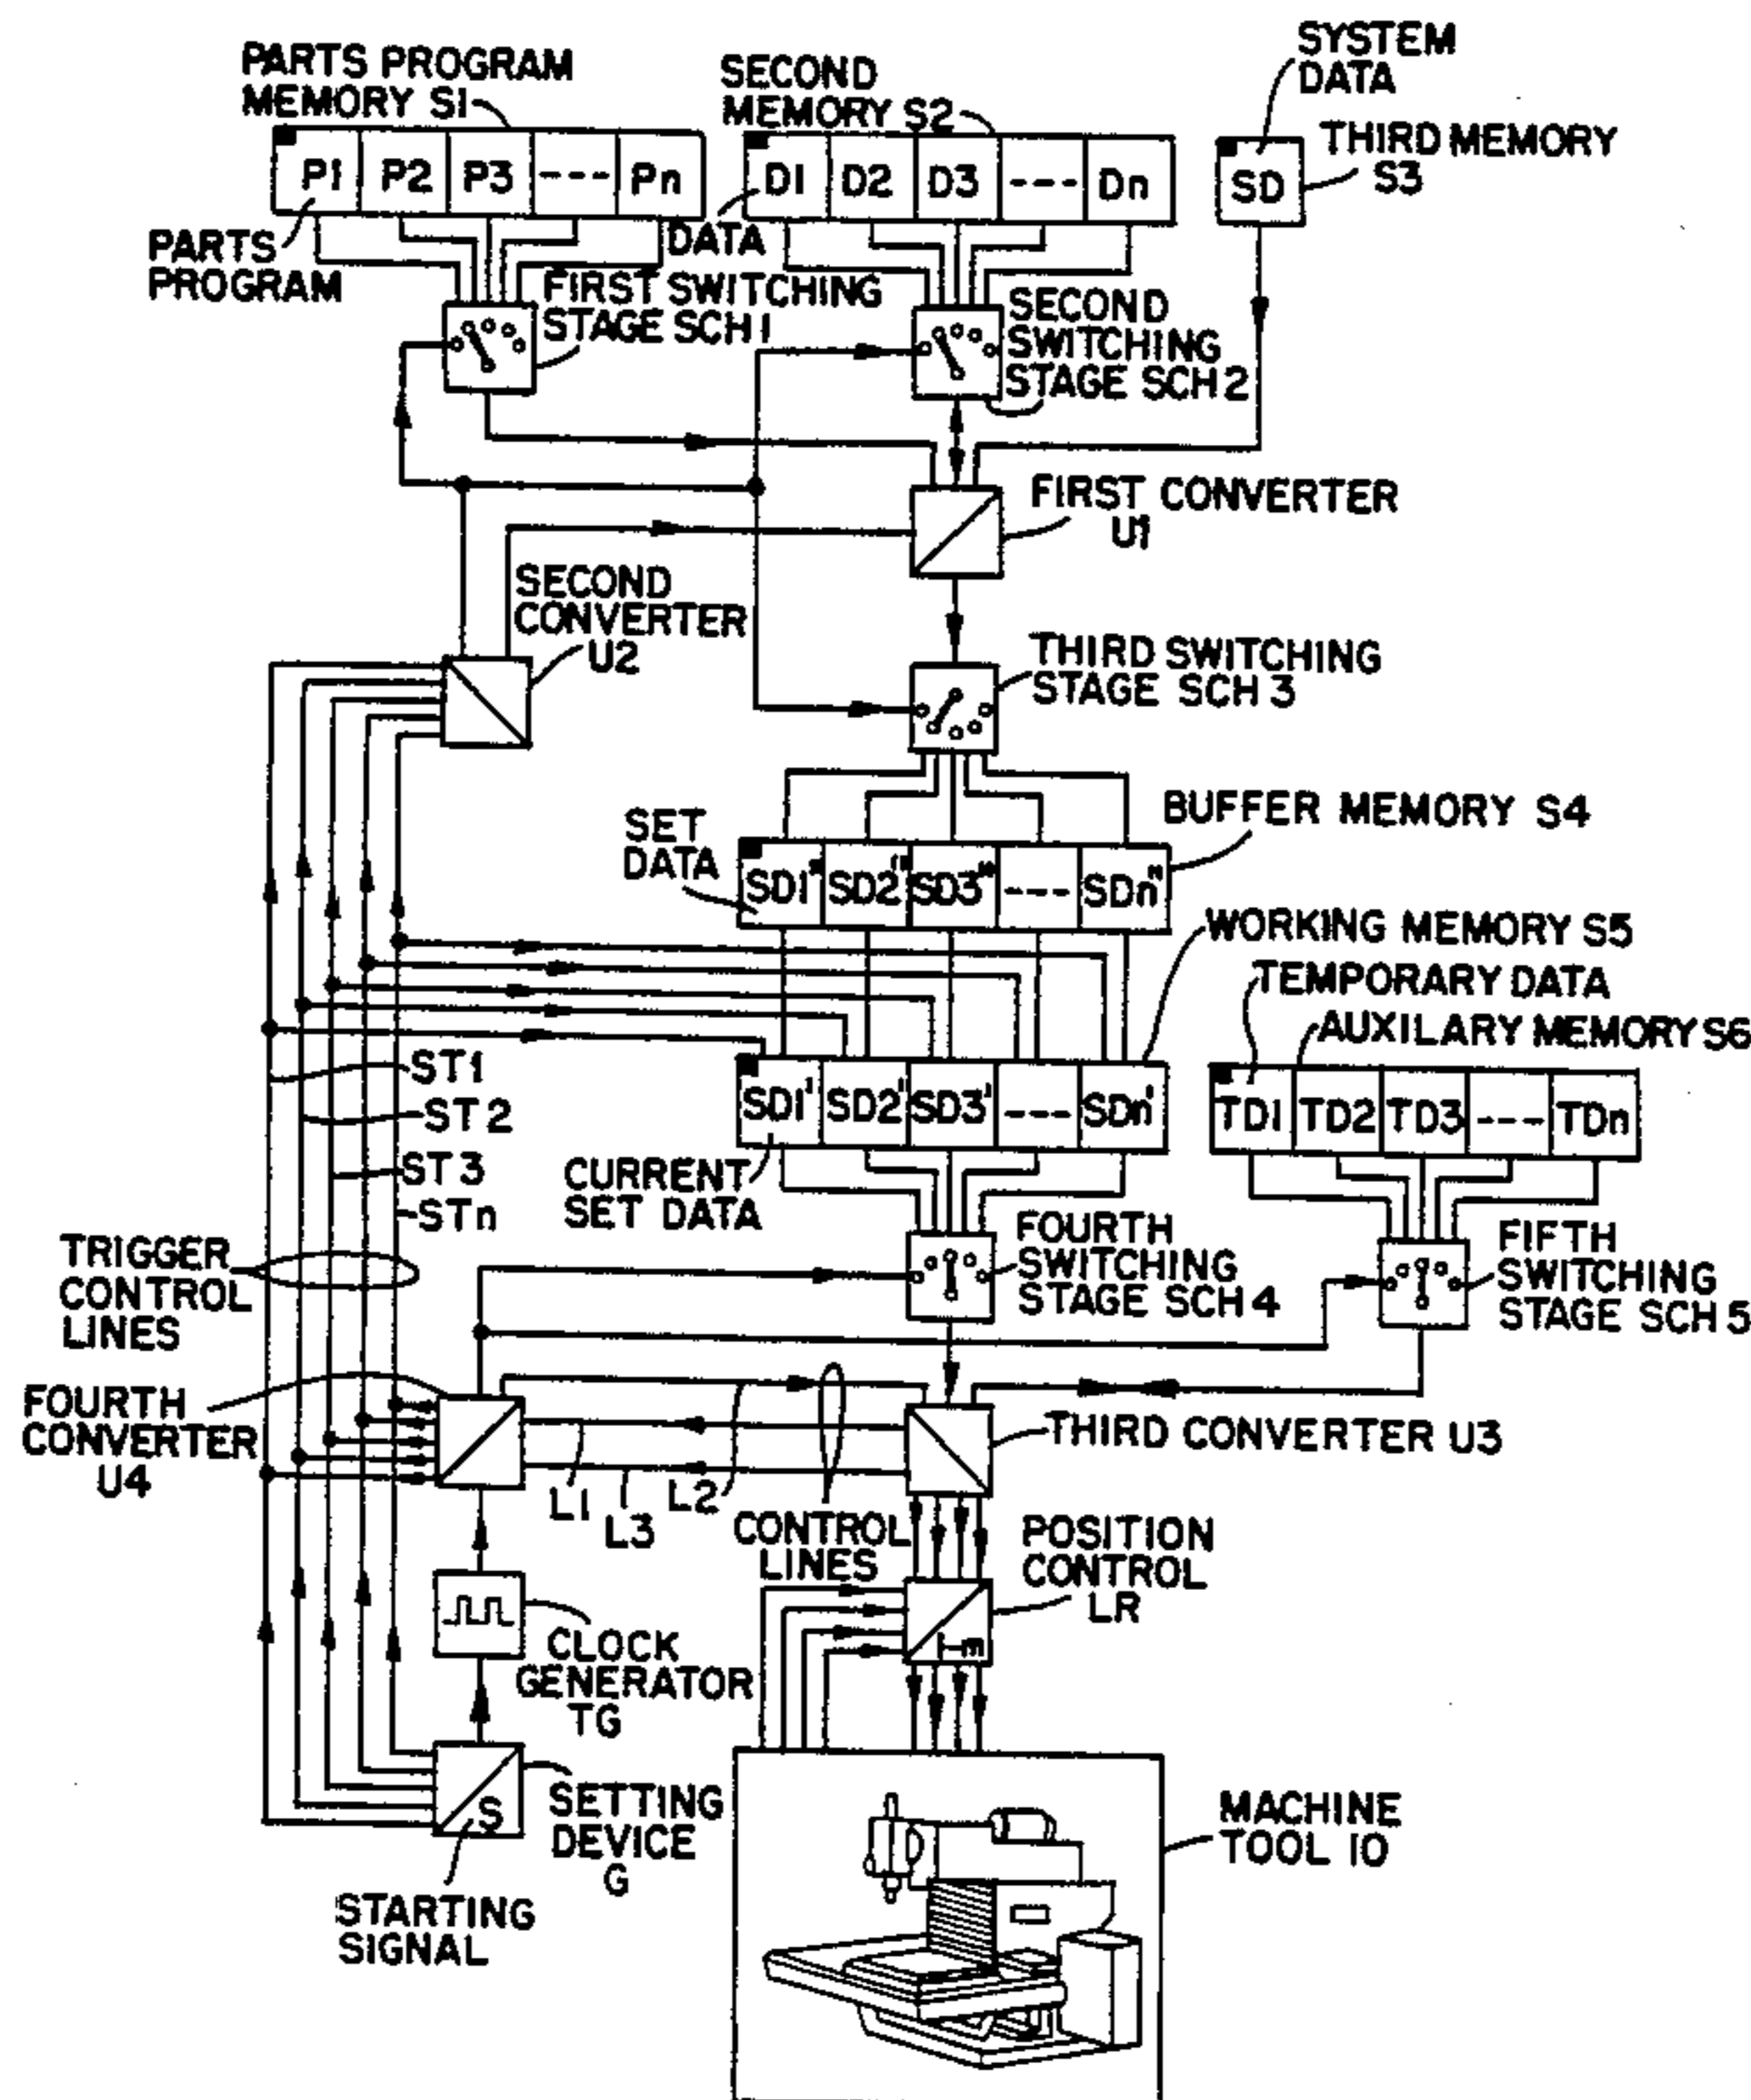 SYSTEM
DATA
PARTS PROGRAM
MEMORY S1
SECOND
MEMORY S2
THIRD MEMORY
S3
P1 P2 P3 --- Pn
D1 D2 D3 --- Dn
SD
PARTS
PROGRAM
DATA
FIRST SWITCHING
STAGE SCH 1
SECOND
SWITCHING
STAGE SCH 2
FIRST CONVERTER
U1
SECOND
CONVERTER
U2
THIRD SWITCHING
STAGE SCH 3
SET
DATA
BUFFER MEMORY S4
SD1" SD2" SD3" --- SDn"
WORKING MEMORY S5
TEMPORARY DATA
AUXILARY MEMORY S6
ST1
ST2
ST3
STn
SD1' SD2' SD3' --- SDn'
TD1 TD2 TD3 --- TDn
CURRENT
SET DATA
TRIGGER
CONTROL
LINES
FOURTH
SWITCHING
STAGE SCH 4
FIFTH
SWITCHING
STAGE SCH 5
FOURTH
CONVERTER
U4
THIRD CONVERTER U3
L1
L3
L2
CONTROL
LINES
POSITION
CONTROL
LR
CLOCK
GENERATOR
TG
S
SETTING
DEVICE
G
STARTING
SIGNAL
MACHINE
TOOL 10